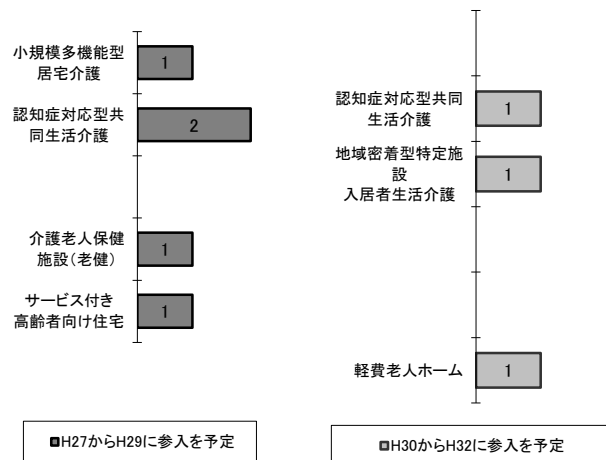 小規模多機能型
居宅介護
1
認知症対応型共
同生活介護
2
介護老人保健
施設(老健)
1
サービス付き
高齢者向け住宅
1
■H27からH29に参入を予定
認知症対応型共同
生活介護
1
地域密着型特定施
設
入居者生活介護
1
軽費老人ホーム
1
■H30からH32に参入を予定